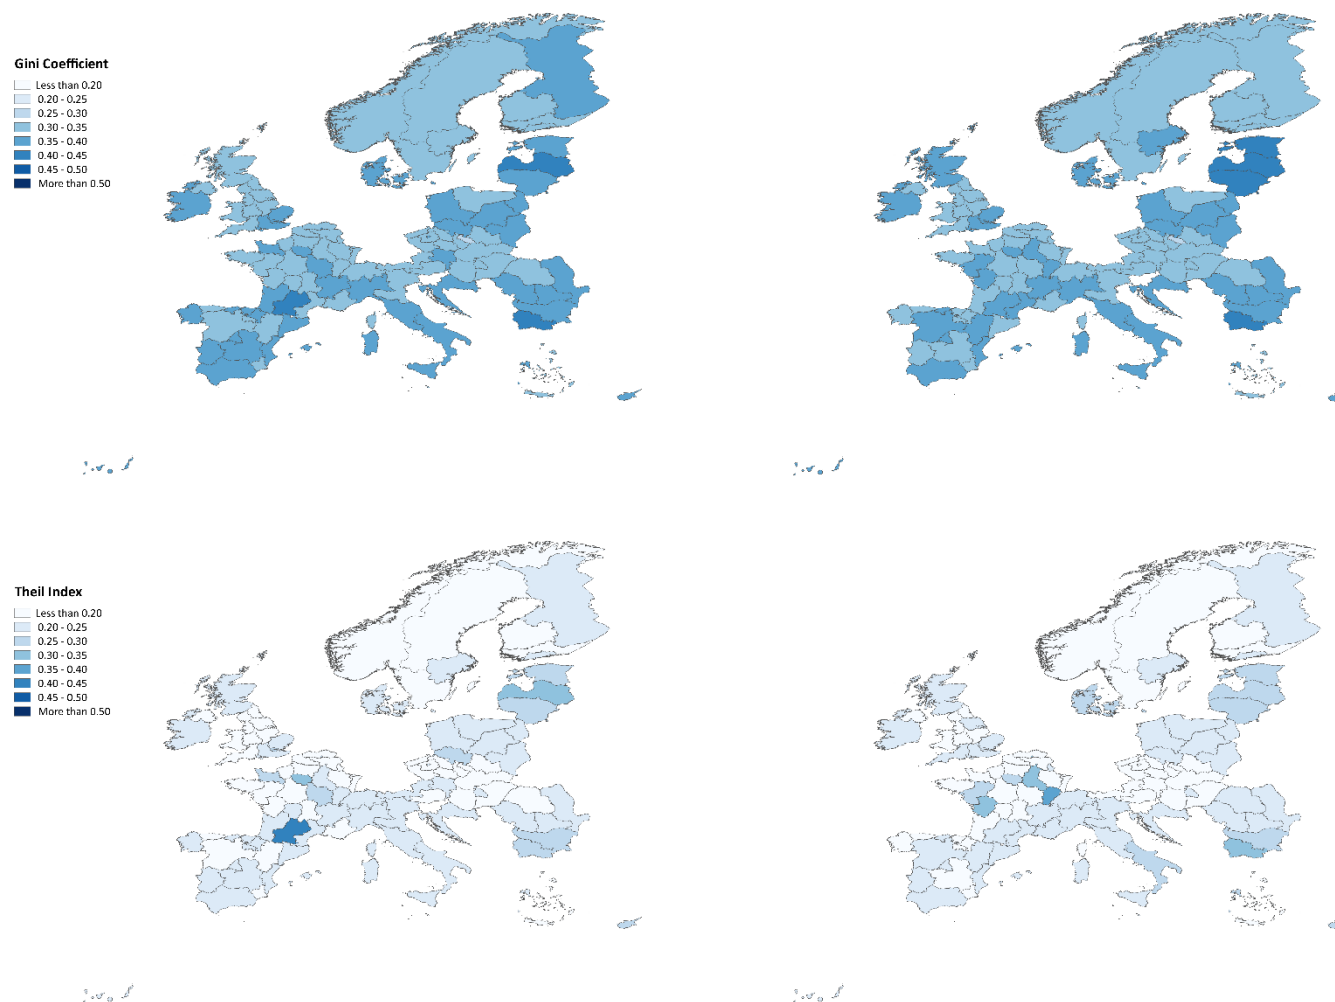 Gini Coefficient
Less than 0.20
0.20 - 0.25
0.25 - 0.30
0.30 - 0.35
0.35 - 0.40
0.40 - 0.45
0.45 - 0.50
More than 0.50
Theil Index
Less than 0.20
0.20 - 0.25
0.25 - 0.30
0.30 - 0.35
0.35 - 0.40
0.40 - 0.45
0.45 - 0.50
More than 0.50